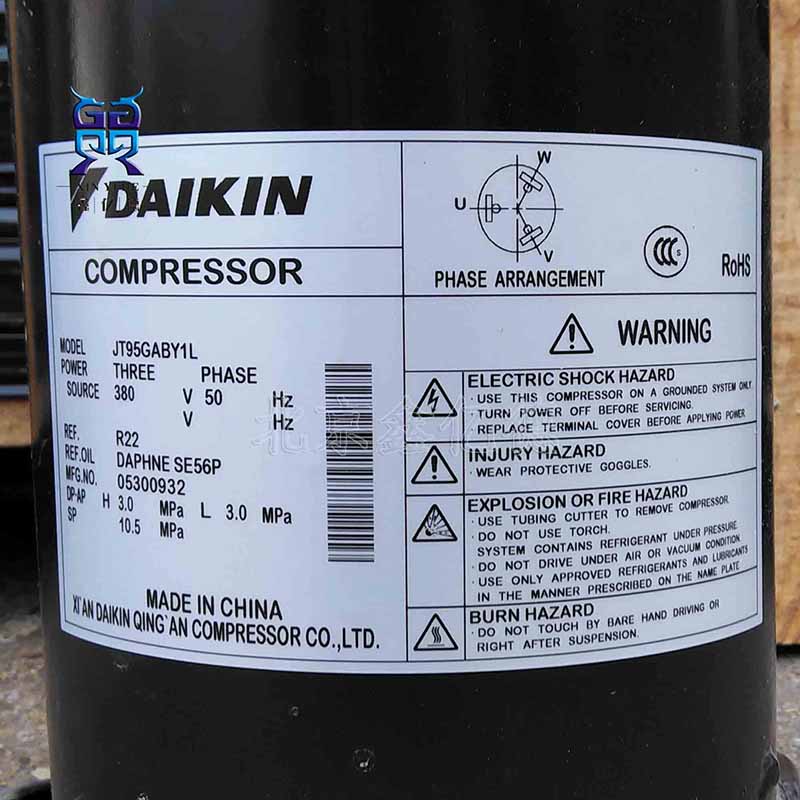 DAIKIN
COMPRESSOR
MODEL JT95GABY1L
POWER THREE PHASE
SOURCE 380 V 50 Hz
V Hz
REF. R22
REF.OIL DAPHNE SE56P
MFG.NO. 05300932
DP-AP H 3.0 MPa L 3.0 MPa
SP 10.5 MPa
MADE IN CHINA
XI'AN DAIKIN QING'AN COMPRESSOR CO.,LTD.
W
U
V
PHASE ARRANGEMENT
CCC S
RoHS
WARNING
ELECTRIC SHOCK HAZARD
· USE THIS COMPRESSOR ON A GROUNDED SYSTEM ONLY.
· TURN POWER OFF BEFORE SERVICING.
· REPLACE TERMINAL COVER BEFORE APPLYING POWER.
INJURY HAZARD
· WEAR PROTECTIVE GOGGLES.
EXPLOSION OR FIRE HAZARD
· USE TUBING CUTTER TO REMOVE COMPRESSOR.
· DO NOT USE TORCH.
SYSTEM CONTAINS REFRIGERANT UNDER PRESSURE
· DO NOT DRIVE UNDER AIR OR VACUUM CONDITION.
· USE ONLY APPROVED REFRIGERANTS AND LUBRICANTS
IN THE MANNER PRESCRIBED ON THE NAME PLATE
BURN HAZARD
· DO NOT TOUCH BY BARE HAND DRIVING OR
RIGHT AFTER SUSPENSION.
北京鑫亿